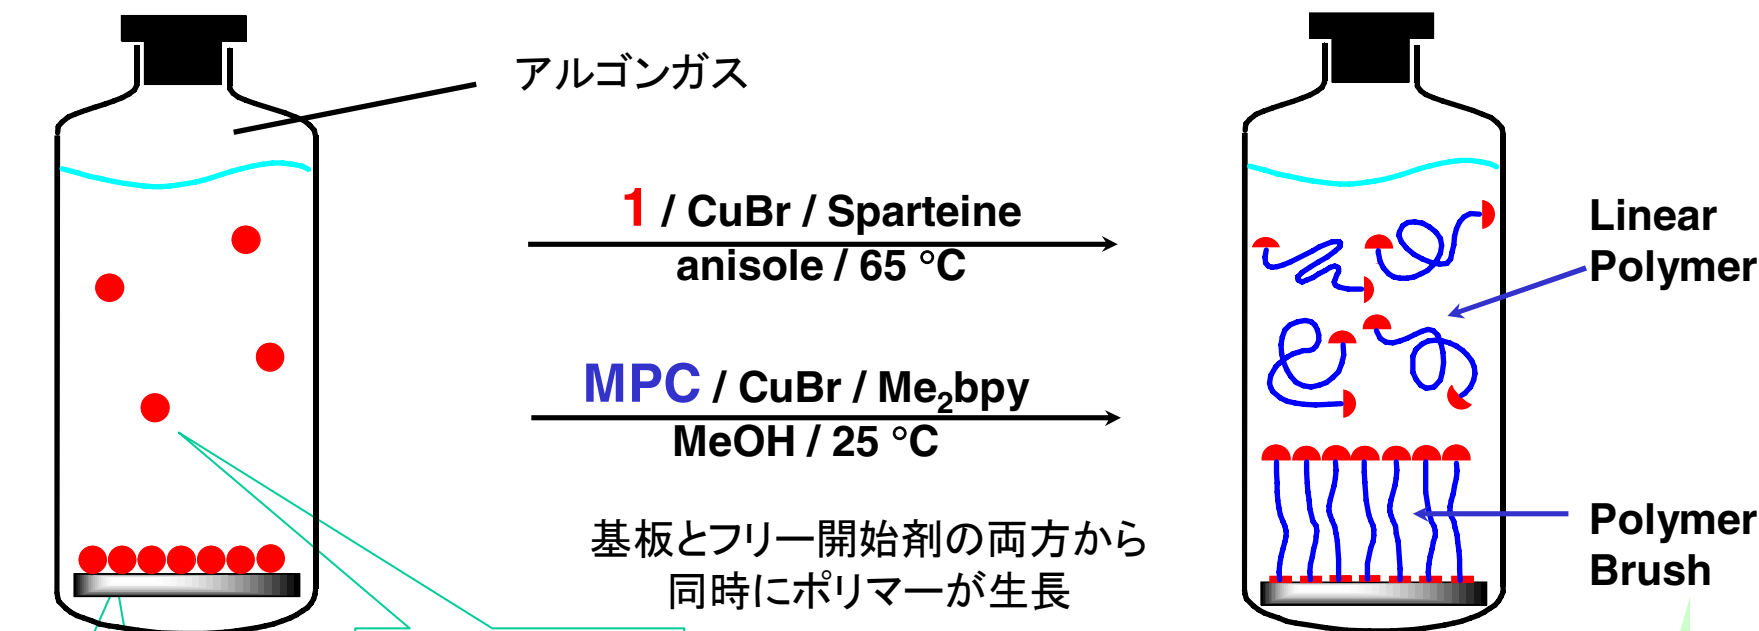 アルゴンガス
1 / CuBr / Sparteine
anisole / 65 °C
MPC / CuBr / Me₂bpy
MeOH / 25 °C
基板とフリー開始剤の両方から
同時にポリマーが生長
Linear
Polymer
Polymer
Brush